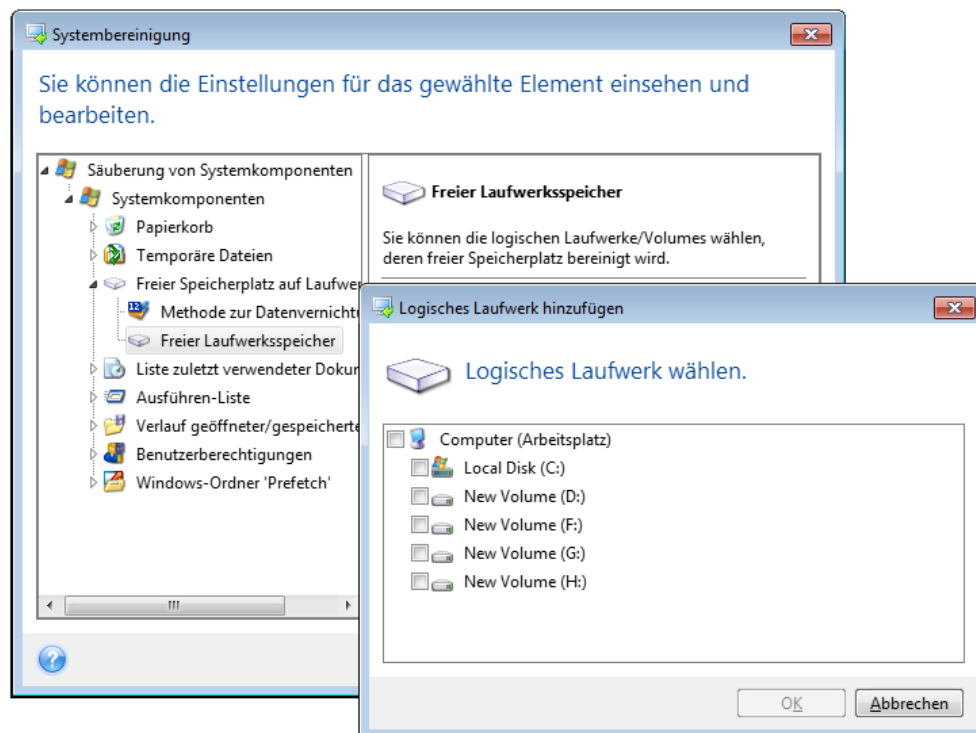 Systembereinigung
Sie können die Einstellungen für das gewählte Element einsehen und
bearbeiten.
Säuberung von Systemkomponenten
Systemkomponenten
Papierkorb
Temporäre Dateien
Freier Speicherplatz auf Laufwer
Methode zur Datenvernichtu
Freier Laufwerksspeicher
Liste zuletzt verwendeter Dokur
Ausführen-Liste
Verlauf geöffneter/gespeicherte
Benutzerberechtigungen
Windows-Ordner 'Prefetch'
Freier Laufwerksspeicher
Sie können die logischen Laufwerke/Volumes wählen,
deren freier Speicherplatz bereinigt wird.
Logisches Laufwerk hinzufügen
Logisches Laufwerk wählen.
Computer (Arbeitsplatz)
Local Disk (C:)
New Volume (D:)
New Volume (F:)
New Volume (G:)
New Volume (H:)
OK
Abbrechen